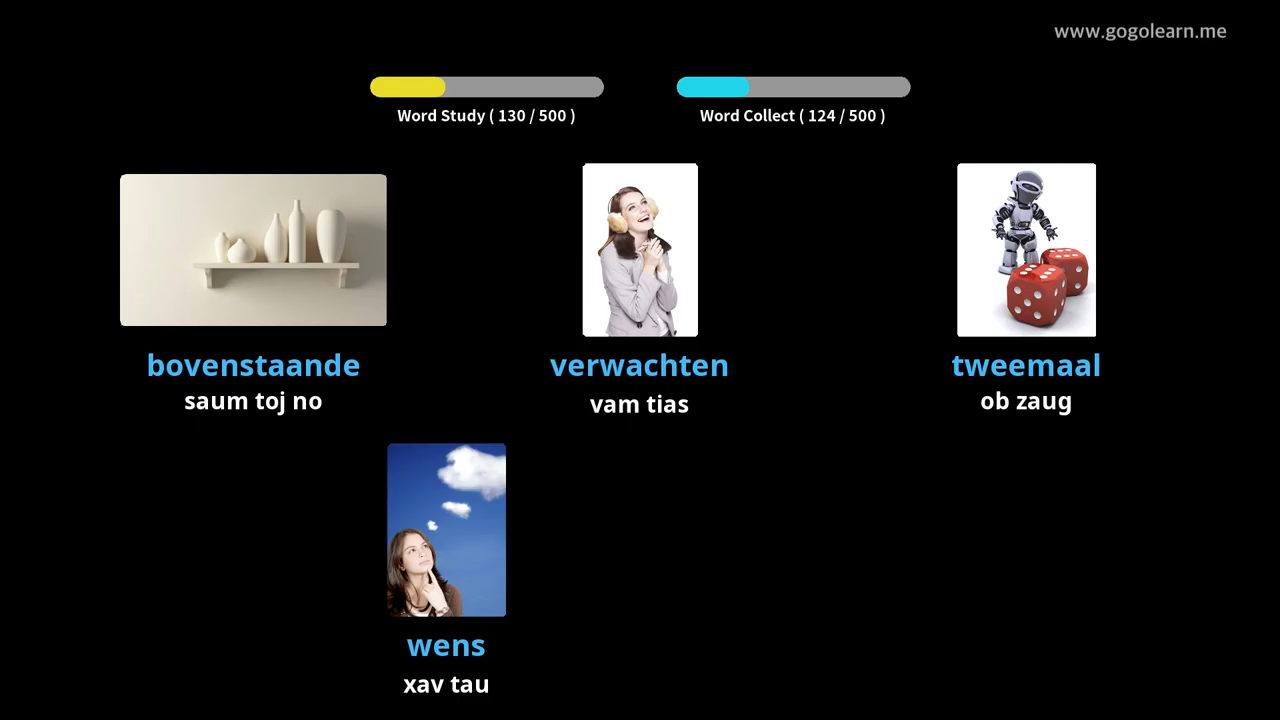 www.gogolearn.me
Word Study ( 130 / 500 )
Word Collect ( 124 / 500 )
bovenstaande
saum toj no
verwachten
vam tias
tweemaal
ob zaug
wens
xav tau